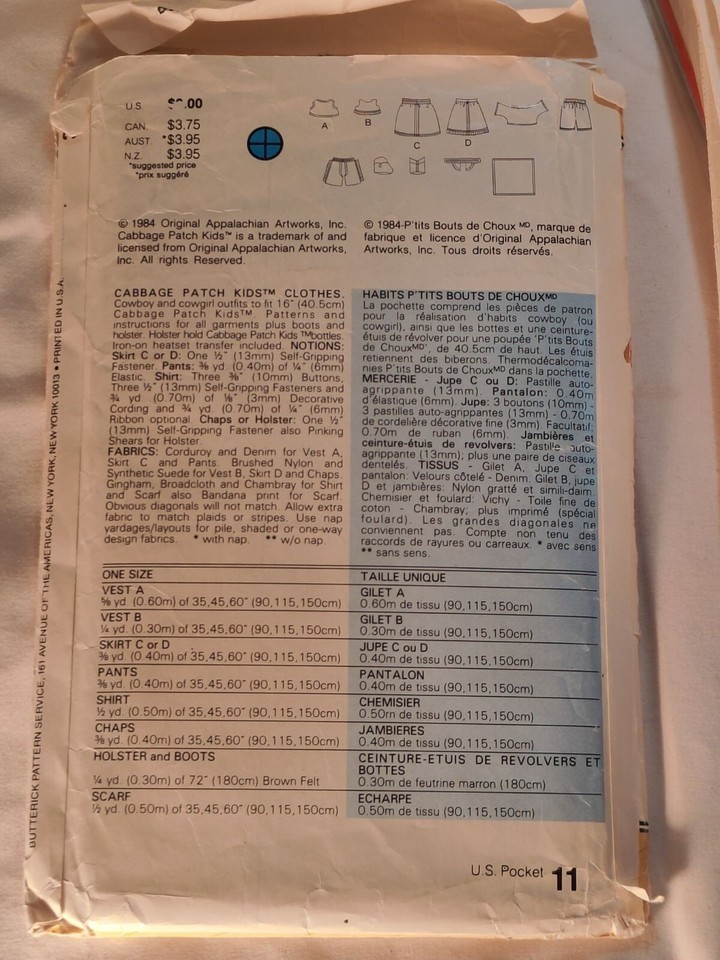 U.S. $ .00
CAN. $3.75
AUST *$3.95
N.Z. $3.95
*suggested price
*prix suggéré
A
B
C
D
© 1984 Original Appalachian Artworks, Inc.
Cabbage Patch Kids™ is a trademark of and
licensed from Original Appalachian Artworks,
Inc. All rights Reserved.
© 1984-P'tits Bouts de Choux MD, marque de
fabrique et licence d'Original Appalachian
Artworks, Inc. Tous droits réservés.
CABBAGE PATCH KIDS™ CLOTHES.
Cowboy and cowgirl outfits to fit 16" (40.5cm)
Cabbage Patch Kids™. Patterns and
instructions for all garments plus boots and
holster. Holster hold Cabbage Patch Kids™bottles.
Iron-on heatset transfer included. NOTIONS:
Skirt C or D: One ½" (13mm) Self-Gripping
Fastener. Pants: ⅜ yd. (0.40m) of ¼" (6mm)
Elastic. Shirt: Three ⅜" (10mm) Buttons,
Three ½" (13mm) Self-Gripping Fasteners and
¾ yd. (0.70m) of ⅛" (3mm) Decorative
Cording and ¾ yd. (0.70m) of ¼" (6mm)
Ribbon optional. Chaps or Holster: One ½"
(13mm) Self-Gripping Fastener also Pinking
Shears for Holster.
FABRICS: Corduroy and Denim for Vest A,
Skirt C and Pants. Brushed Nylon and
Synthetic Suede for Vest B, Skirt D and Chaps.
Gingham, Broadcloth and Chambray for Shirt
and Scarf also Bandana print for Scarf.
Obvious diagonals will not match. Allow extra
fabric to match plaids or stripes. Use nap
yardages/layouts for pile, shaded or one-way
design fabrics. * with nap. ** w/o nap.
HABITS P'TITS BOUTS DE CHOUXMD
La pochette comprend les pièces de patron
pour la réalisation d'habits cowboy (ou
cowgirl), ainsi que les bottes et une ceinture-
étuis de révolver pour une poupée 'P'tits Bouts
de ChouxMD', de 40.5cm de haut. Les étuis
retiennent des biberons. Thermodécalcoma-
nies P'tits Bouts de ChouxMD dans la pochette.
MERCERIE - Jupe C ou D: Pastille auto-
agrippante (13mm). Pantalon: 0.40m
d'élastique (6mm). Jupe: 3 boutons (10mm) -
3 pastilles auto-agrippantes (13mm) - 0.70m
de cordelière décorative fine (3mm). Facultatif:
0.70m de ruban (6mm). Jambières et
ceinture-étuis de revolvers: Pastille auto-
agrippante (13mm); plus une paire de ciseaux
dentelés. TISSUS - Gilet A, Jupe C et
pantalon: Velours côtelé - Denim. Gilet B, jupe
D et jambières: Nylon gratté et simili-daim.
Chemisier et foulard: Vichy - Toile fine de
coton - Chambray; plus imprimé (spécial
foulard). Les grandes diagonales ne
conviennent pas. Compte non tenu des
raccords de rayures ou carreaux. * avec sens
** sans sens.
ONE SIZE
VEST A
⅝ yd. (0.60m) of 35,45,60" (90,115,150cm)
VEST B
¼ yd. (0.30m) of 35,45,60" (90,115,150cm)
SKIRT C or D
⅜ yd. (0.40m) of 35,45,60" (90,115,150cm)
PANTS
⅜ yd. (0.40m) of 35,45,60" (90,115,150cm)
SHIRT
½ yd. (0.50m) of 35,45,60" (90,115,150cm)
CHAPS
⅜ yd. (0.40m) of 35,45,60" (90,115,150cm)
HOLSTER and BOOTS
¼ yd. (0.30m) of 72" (180cm) Brown Felt
SCARF
½ yd. (0.50m) of 35,45,60" (90,115,150cm)
TAILLE UNIQUE
GILET A
0.60m de tissu (90,115,150cm)
GILET B
0.30m de tissu (90,115,150cm)
JUPE C ou D
0.40m de tissu (90,115,150cm)
PANTALON
0.40m de tissu (90,115,150cm)
CHEMISIER
0.50m de tissu (90,115,150cm)
JAMBIERES
0.40m de tissu (90,115,150cm)
CEINTURE-ETUIS DE REVOLVERS ET
BOTTES
0.30m de feutrine marron (180cm)
ECHARPE
0.50m de tissu (90,115,150cm)
BUTTERICK PATTERN SERVICE, 161 AVENUE OF THE AMERICAS, NEW YORK, NEW YORK 10013 • PRINTED IN U.S.A.
U.S. Pocket 11